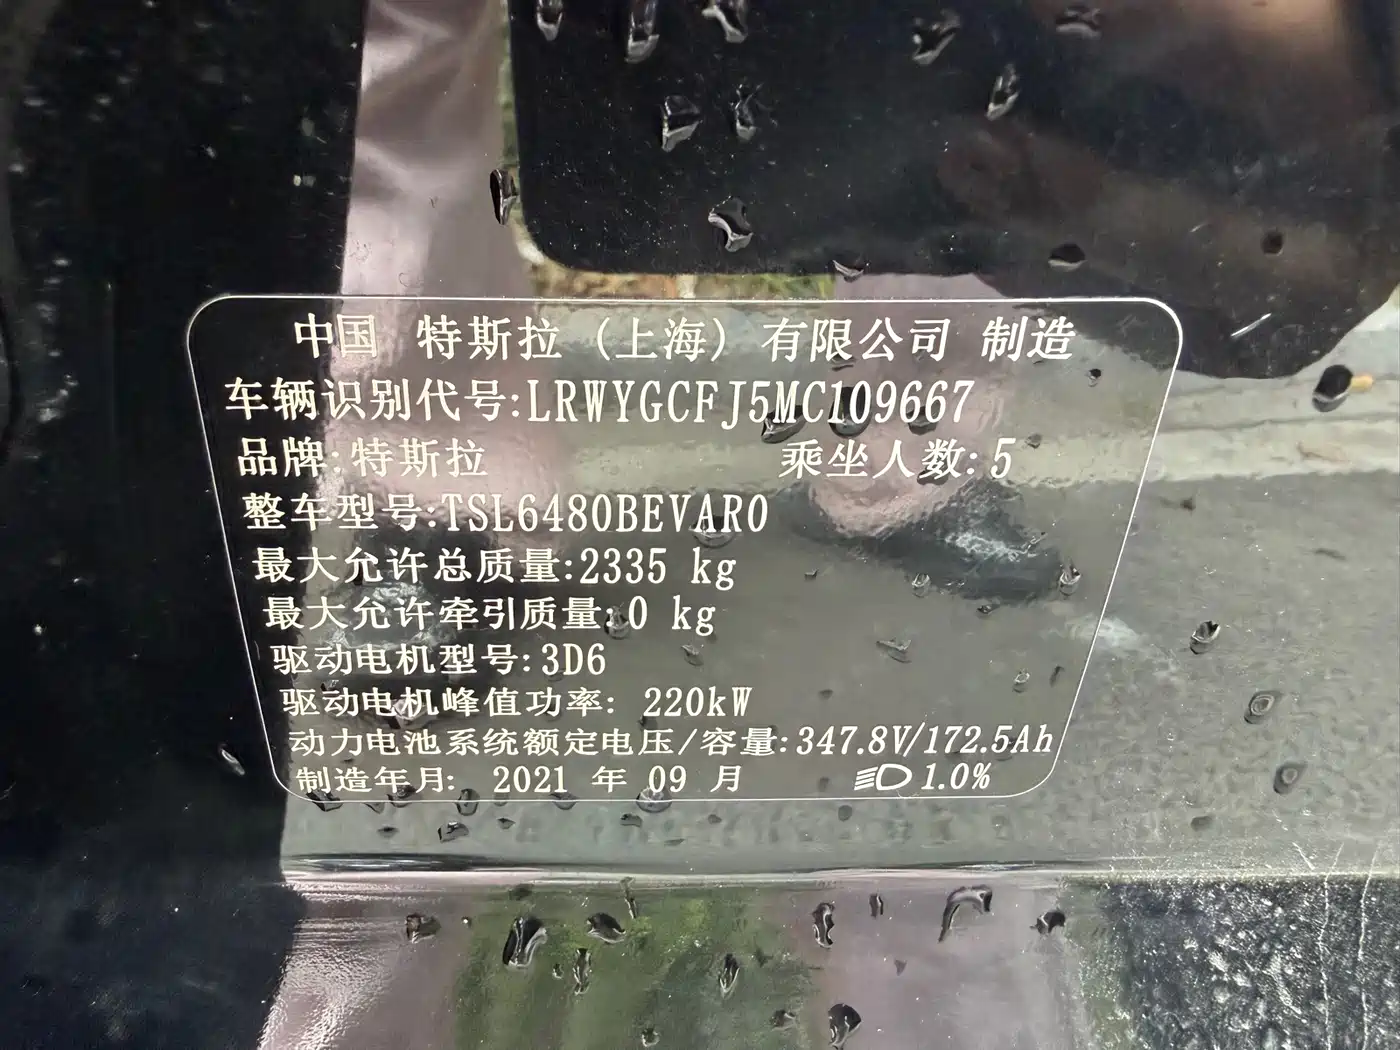 中国 特斯拉 (上海) 有限公司 制造
车辆识别代号:LRWYGCFJ5MC109667
品牌:特斯拉 乘坐人数:5
整车型号:TSL6480BEVAR0
最大允许总质量:2335 kg
最大允许牵引质量:0 kg
驱动电机型号:3D6
驱动电机峰值功率: 220kW
动力电池系统额定电压/容量:347.8V/172.5Ah
制造年月: 2021 年 09 月 1.0%